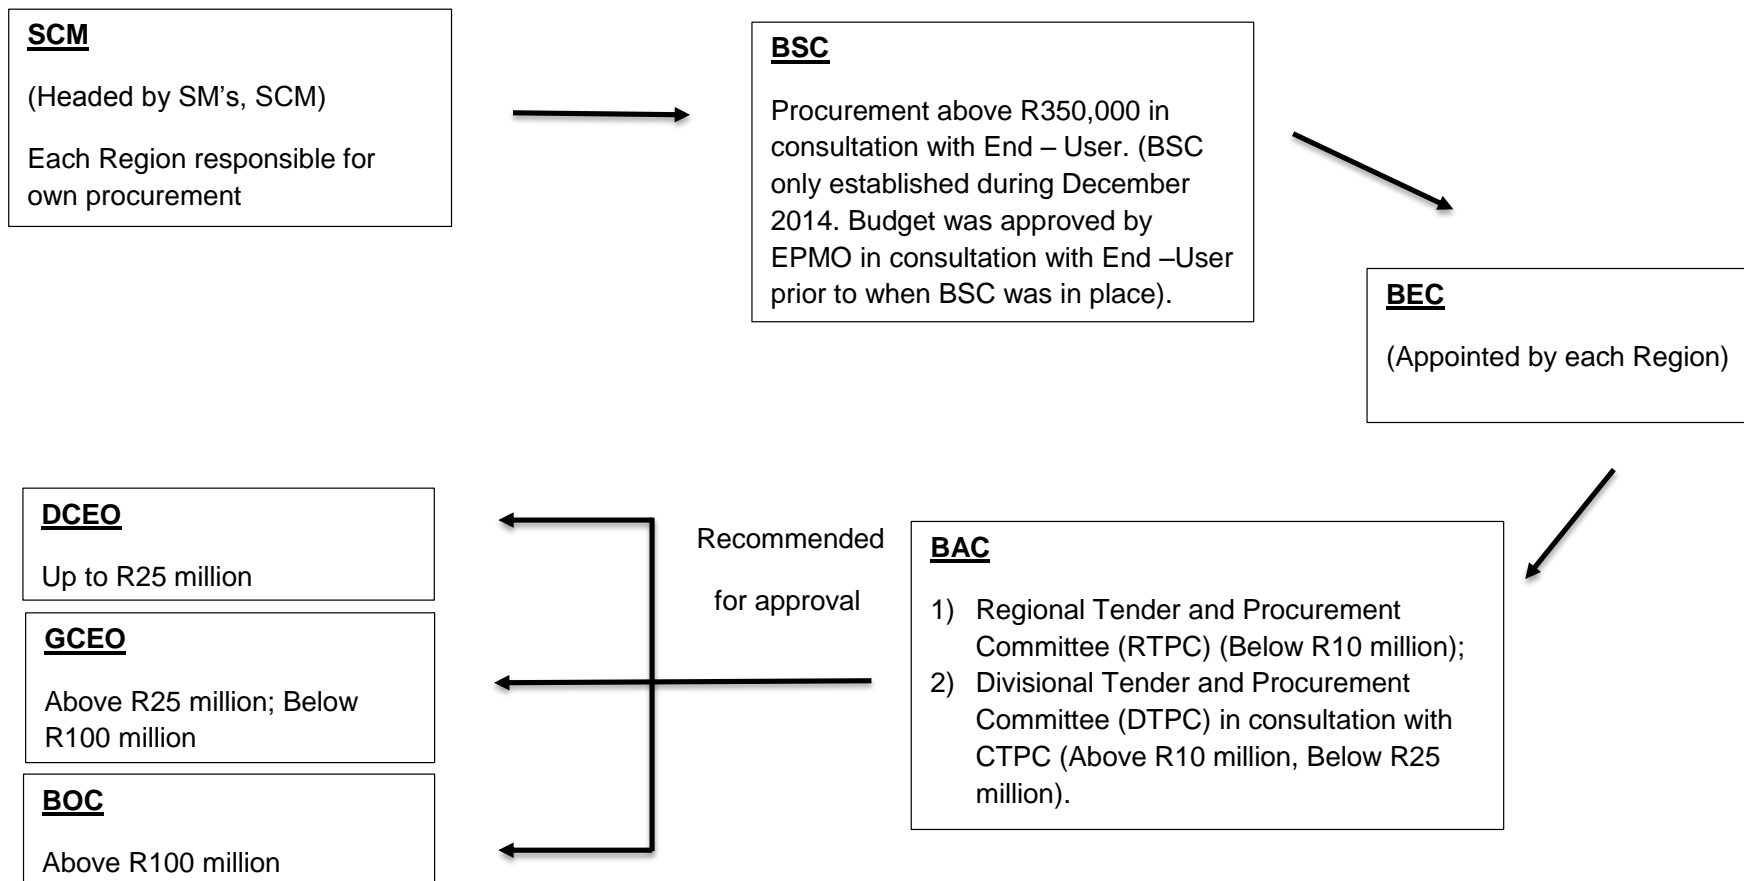 SCM
(Headed by SM’s, SCM)
Each Region responsible for
own procurement
BSC
Procurement above R350,000 in
consultation with End – User. (BSC
only established during December
2014. Budget was approved by
EPMO in consultation with End –User
prior to when BSC was in place).
BEC
(Appointed by each Region)
BAC
1) Regional Tender and Procurement
Committee (RTPC) (Below R10 million);
2) Divisional Tender and Procurement
Committee (DTPC) in consultation with
CTPC (Above R10 million, Below R25
million).
Recommended
for approval
DCEO
Up to R25 million
GCEO
Above R25 million; Below
R100 million
BOC
Above R100 million